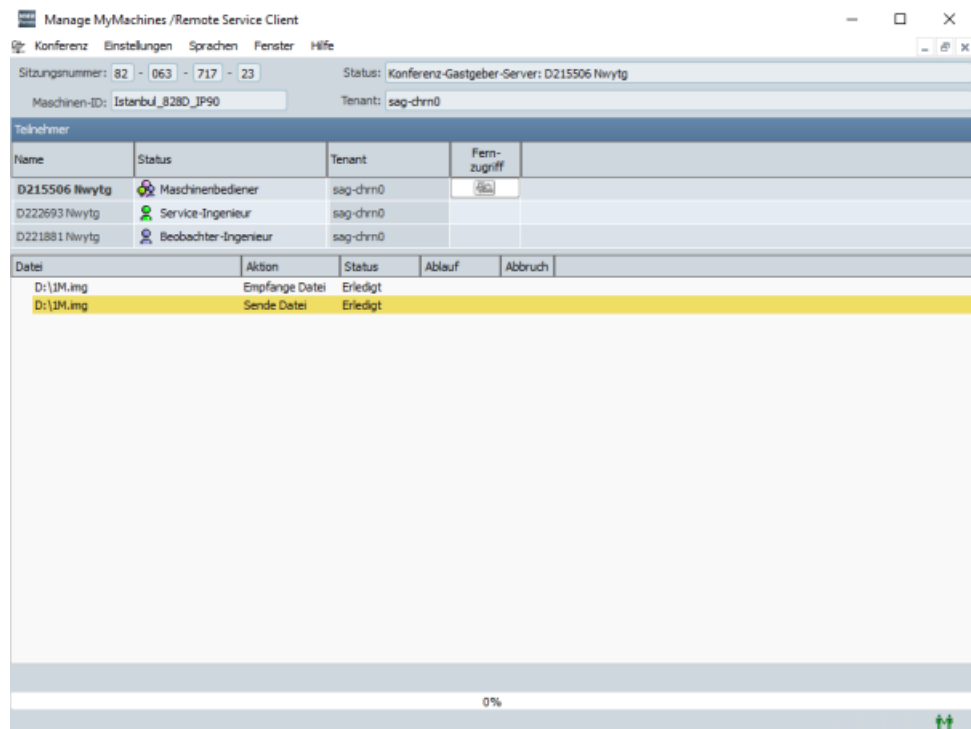 Manage MyMachines /Remote Service Client
Konferenz Einstellungen Sprachen Fenster Hilfe
Sitzungsnummer: 82 - 063 - 717 - 23 Status: Konferenz-Gastgeber-Server: D215506 Nwytg
Maschinen-ID: Istanbul_828D_IP90 Tenant: sag-chrn0
Teilnehmer
Name Status Tenant Fern-
zugriff
D215506 Nwytg Maschinenbediener sag-chrn0
D222693 Nwytg Service-Ingenieur sag-chrn0
D221881 Nwytg Beobachter-Ingenieur sag-chrn0
Datei Aktion Status Ablauf Abbruch
D:\1M.img Empfange Datei Erledigt
D:\1M.img Sende Datei Erledigt
0%